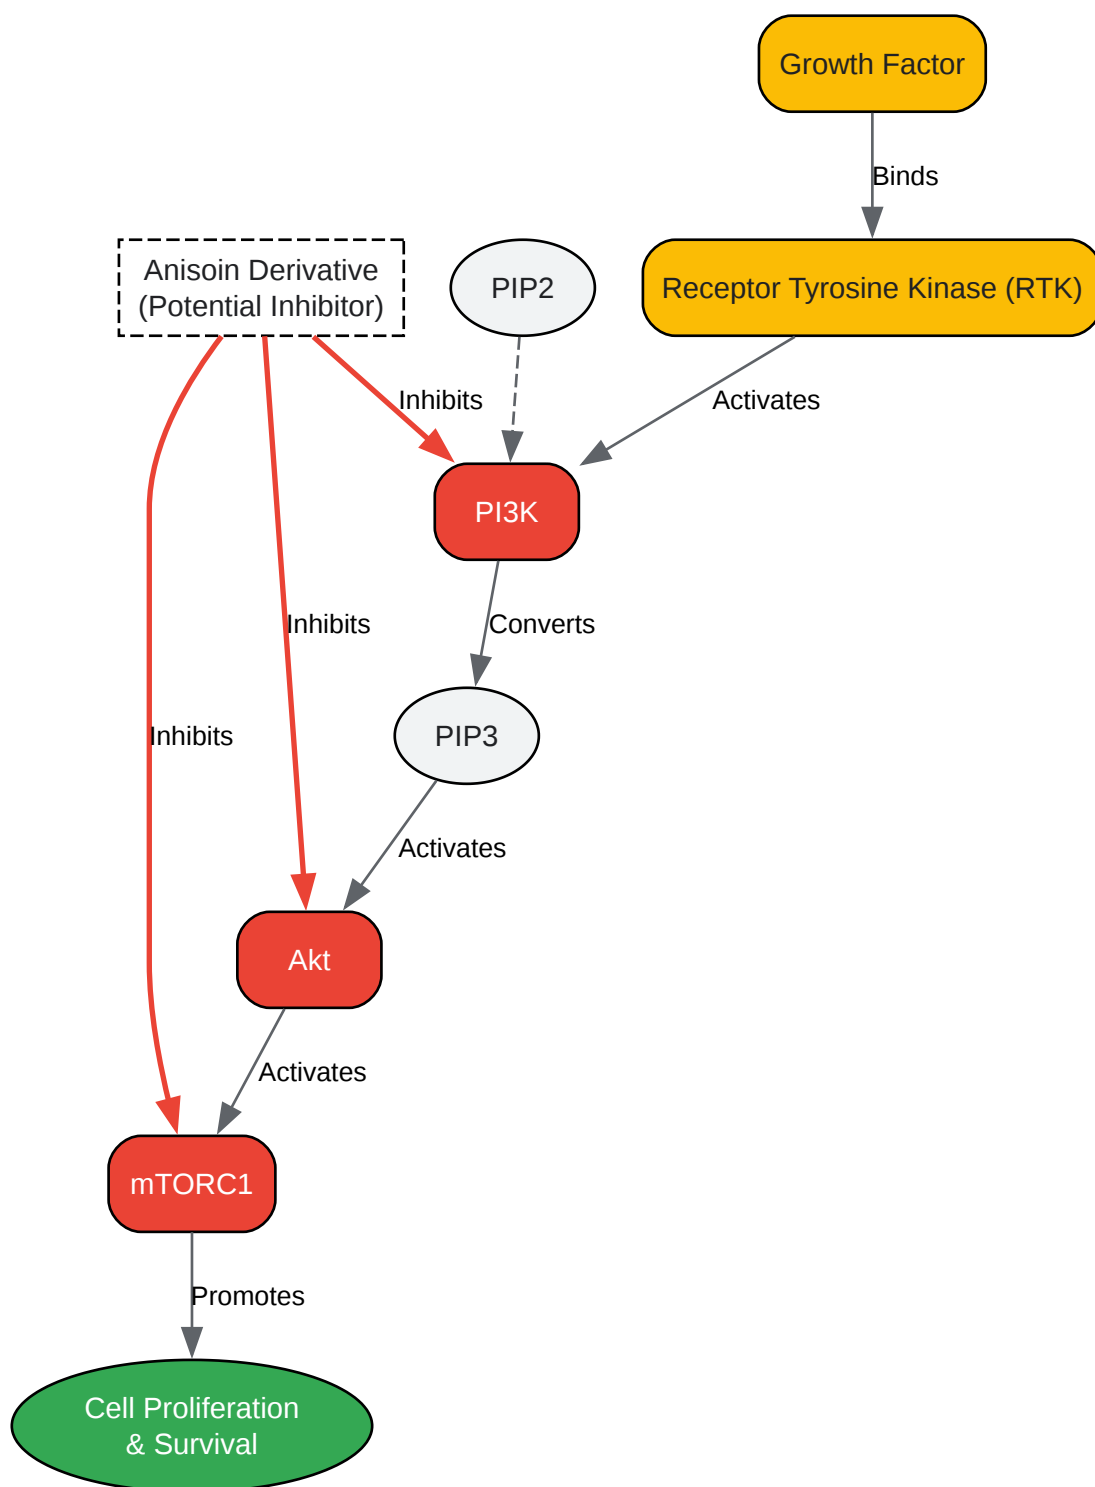 Growth Factor
Binds
Anisoin Derivative
(Potential Inhibitor)
PIP2
Receptor Tyrosine Kinase (RTK)
Inhibits
Activates
PI3K
Inhibits
Converts
Inhibits
PIP3
Activates
Akt
Activates
mTORC1
Promotes
Cell Proliferation
& Survival